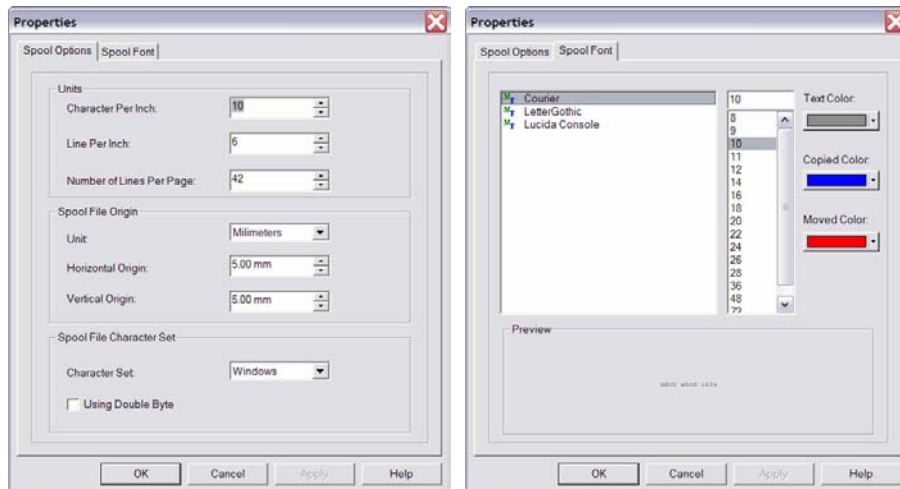 Properties
Spool Options Spool Font
Units
Character Per Inch: 10
Line Per Inch: 6
Number of Lines Per Page: 42
Spool File Origin
Unit: Milimeters
Horizontal Origin: 5.00 mm
Vertical Origin: 5.00 mm
Spool File Character Set
Character Set: Windows
Using Double Byte
OK Cancel Apply Help
Properties
Spool Options Spool Font
Courier
LetterGothic
Lucida Console
10
8
9
10
11
12
14
16
18
20
22
24
26
28
36
48
72
Text Color:
Copied Color:
Moved Color:
Preview
OK Cancel Apply Help